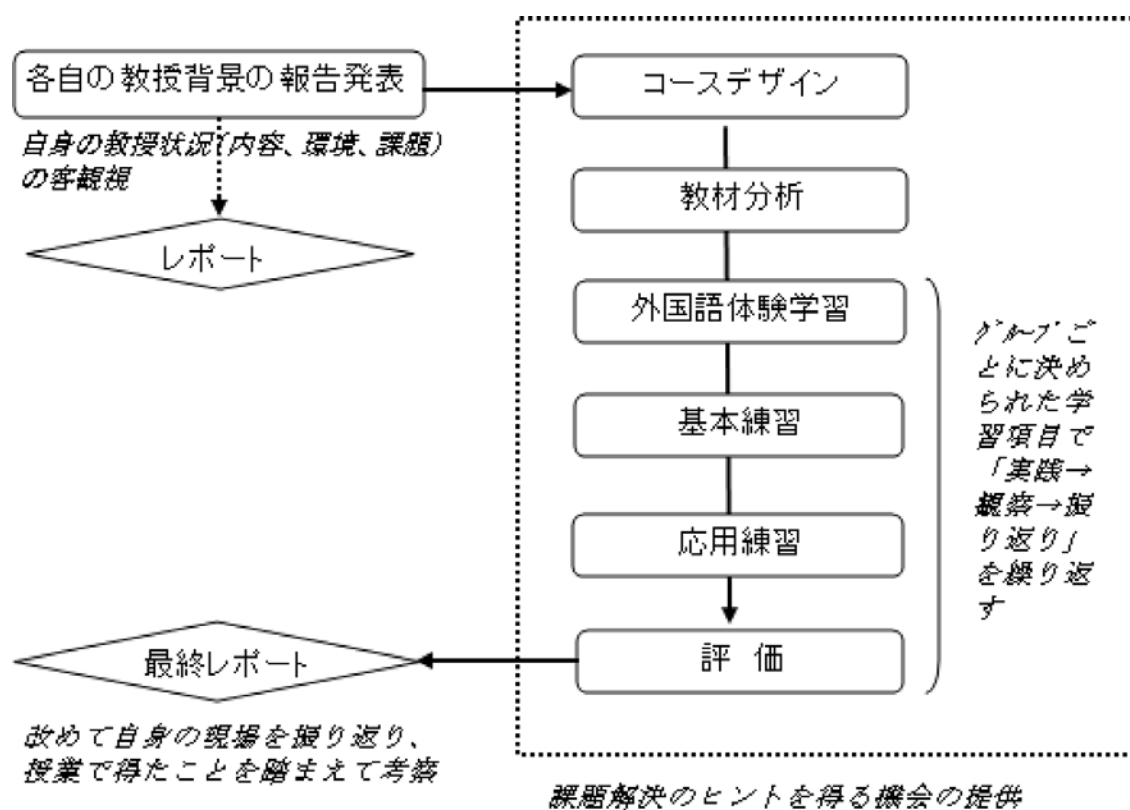 各自の教授背景の報告発表
自身の教授状況(内容、環境、課題)
の客観視
レポート
コースデザイン
教材分析
外国語体験学習
基本練習
応用練習
評 価
グループご
とに決め
られた学
習項目で
「実践→
観察→振
り返り」
を繰り返
す
最終レポート
改めて自身の現場を振り返り、
授業で得たことを踏まえて考察
課題解決のヒントを得る機会の提供